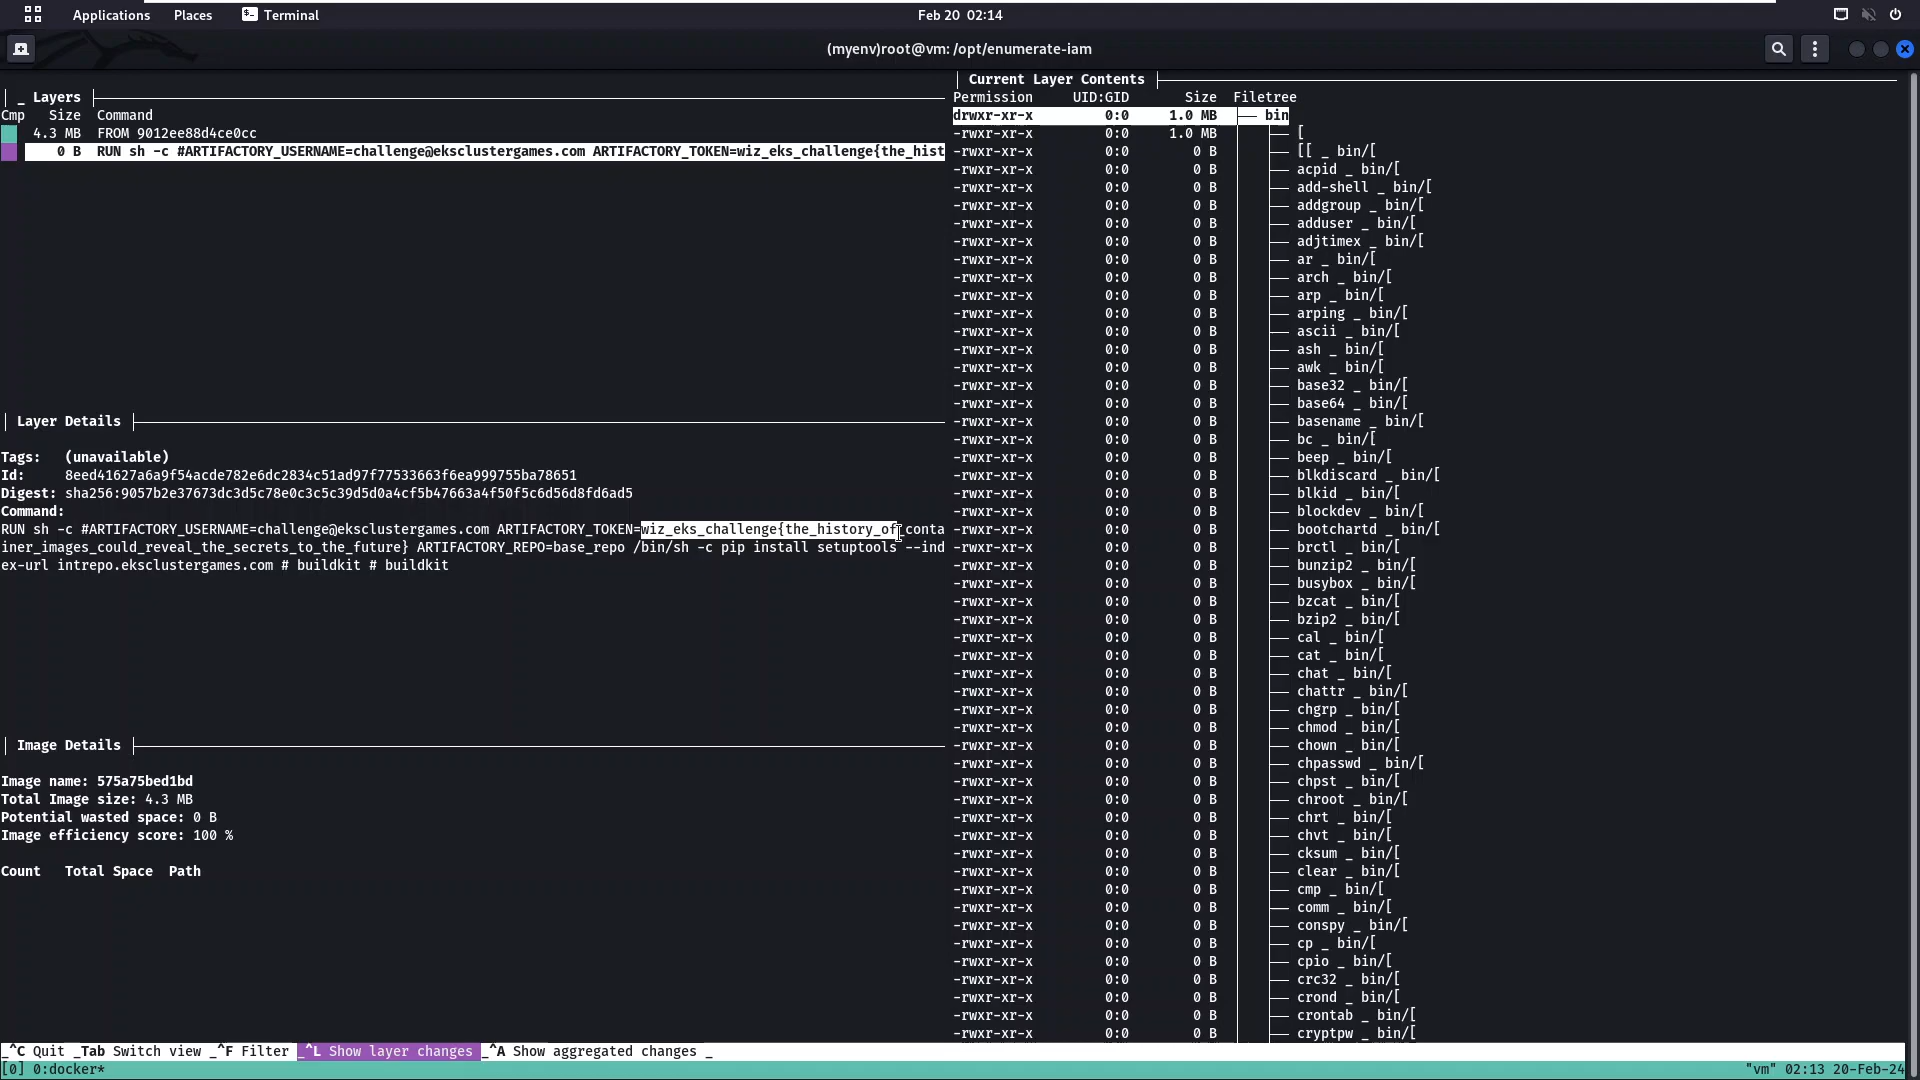 Applications Places Terminal Feb 20 02:14
(myenv)root@vm: /opt/enumerate-iam
_ Layers
Cmp Size Command
4.3 MB FROM 9012ee88d4ce0cc
0 B RUN sh -c #ARTIFACTORY_USERNAME=challenge@eksclustergames.com ARTIFACTORY_TOKEN=wiz_eks_challenge{the_hist
Layer Details
Tags: (unavailable)
Id: 8eed41627a6a9f54acde782e6dc2834c51ad97f77533663f6ea999755ba78651
Digest: sha256:9057b2e37673dc3d5c78e0c3c5c39d5d0a4cf5b47663a4f50f5c6d56d8fd6ad5
Command:
RUN sh -c #ARTIFACTORY_USERNAME=challenge@eksclustergames.com ARTIFACTORY_TOKEN=wiz_eks_challenge{the_history_of_conta
iner_images_could_reveal_the_secrets_to_the_future} ARTIFACTORY_REPO=base_repo /bin/sh -c pip install setuptools --ind
ex-url intrepo.eksclustergames.com # buildkit # buildkit
Image Details
Image name: 575a75bed1bd
Total Image size: 4.3 MB
Potential wasted space: 0 B
Image efficiency score: 100 %
Count Total Space Path
Current Layer Contents
Permission UID:GID Size Filetree
drwxr-xr-x 0:0 1.0 MB bin
-rwxr-xr-x 0:0 1.0 MB [
-rwxr-xr-x 0:0 0 B [[ _ bin/[
-rwxr-xr-x 0:0 0 B acpid _ bin/[
-rwxr-xr-x 0:0 0 B add-shell _ bin/[
-rwxr-xr-x 0:0 0 B addgroup _ bin/[
-rwxr-xr-x 0:0 0 B adduser _ bin/[
-rwxr-xr-x 0:0 0 B adjtimex _ bin/[
-rwxr-xr-x 0:0 0 B ar _ bin/[
-rwxr-xr-x 0:0 0 B arch _ bin/[
-rwxr-xr-x 0:0 0 B arp _ bin/[
-rwxr-xr-x 0:0 0 B arping _ bin/[
-rwxr-xr-x 0:0 0 B ascii _ bin/[
-rwxr-xr-x 0:0 0 B ash _ bin/[
-rwxr-xr-x 0:0 0 B awk _ bin/[
-rwxr-xr-x 0:0 0 B base32 _ bin/[
-rwxr-xr-x 0:0 0 B base64 _ bin/[
-rwxr-xr-x 0:0 0 B basename _ bin/[
-rwxr-xr-x 0:0 0 B bc _ bin/[
-rwxr-xr-x 0:0 0 B beep _ bin/[
-rwxr-xr-x 0:0 0 B blkdiscard _ bin/[
-rwxr-xr-x 0:0 0 B blkid _ bin/[
-rwxr-xr-x 0:0 0 B blockdev _ bin/[
-rwxr-xr-x 0:0 0 B bootchartd _ bin/[
-rwxr-xr-x 0:0 0 B brctl _ bin/[
-rwxr-xr-x 0:0 0 B bunzip2 _ bin/[
-rwxr-xr-x 0:0 0 B busybox _ bin/[
-rwxr-xr-x 0:0 0 B bzcat _ bin/[
-rwxr-xr-x 0:0 0 B bzip2 _ bin/[
-rwxr-xr-x 0:0 0 B cal _ bin/[
-rwxr-xr-x 0:0 0 B cat _ bin/[
-rwxr-xr-x 0:0 0 B chat _ bin/[
-rwxr-xr-x 0:0 0 B chattr _ bin/[
-rwxr-xr-x 0:0 0 B chgrp _ bin/[
-rwxr-xr-x 0:0 0 B chmod _ bin/[
-rwxr-xr-x 0:0 0 B chown _ bin/[
-rwxr-xr-x 0:0 0 B chpasswd _ bin/[
-rwxr-xr-x 0:0 0 B chpst _ bin/[
-rwxr-xr-x 0:0 0 B chroot _ bin/[
-rwxr-xr-x 0:0 0 B chrt _ bin/[
-rwxr-xr-x 0:0 0 B chvt _ bin/[
-rwxr-xr-x 0:0 0 B cksum _ bin/[
-rwxr-xr-x 0:0 0 B clear _ bin/[
-rwxr-xr-x 0:0 0 B cmp _ bin/[
-rwxr-xr-x 0:0 0 B comm _ bin/[
-rwxr-xr-x 0:0 0 B conspy _ bin/[
-rwxr-xr-x 0:0 0 B cp _ bin/[
-rwxr-xr-x 0:0 0 B cpio _ bin/[
-rwxr-xr-x 0:0 0 B crc32 _ bin/[
-rwxr-xr-x 0:0 0 B crond _ bin/[
-rwxr-xr-x 0:0 0 B crontab _ bin/[
-rwxr-xr-x 0:0 0 B cryptpw _ bin/[
_^C Quit _Tab Switch view _^F Filter _^L Show layer changes _^A Show aggregated changes _
[0] 0:docker* "vm" 02:13 20-Feb-24